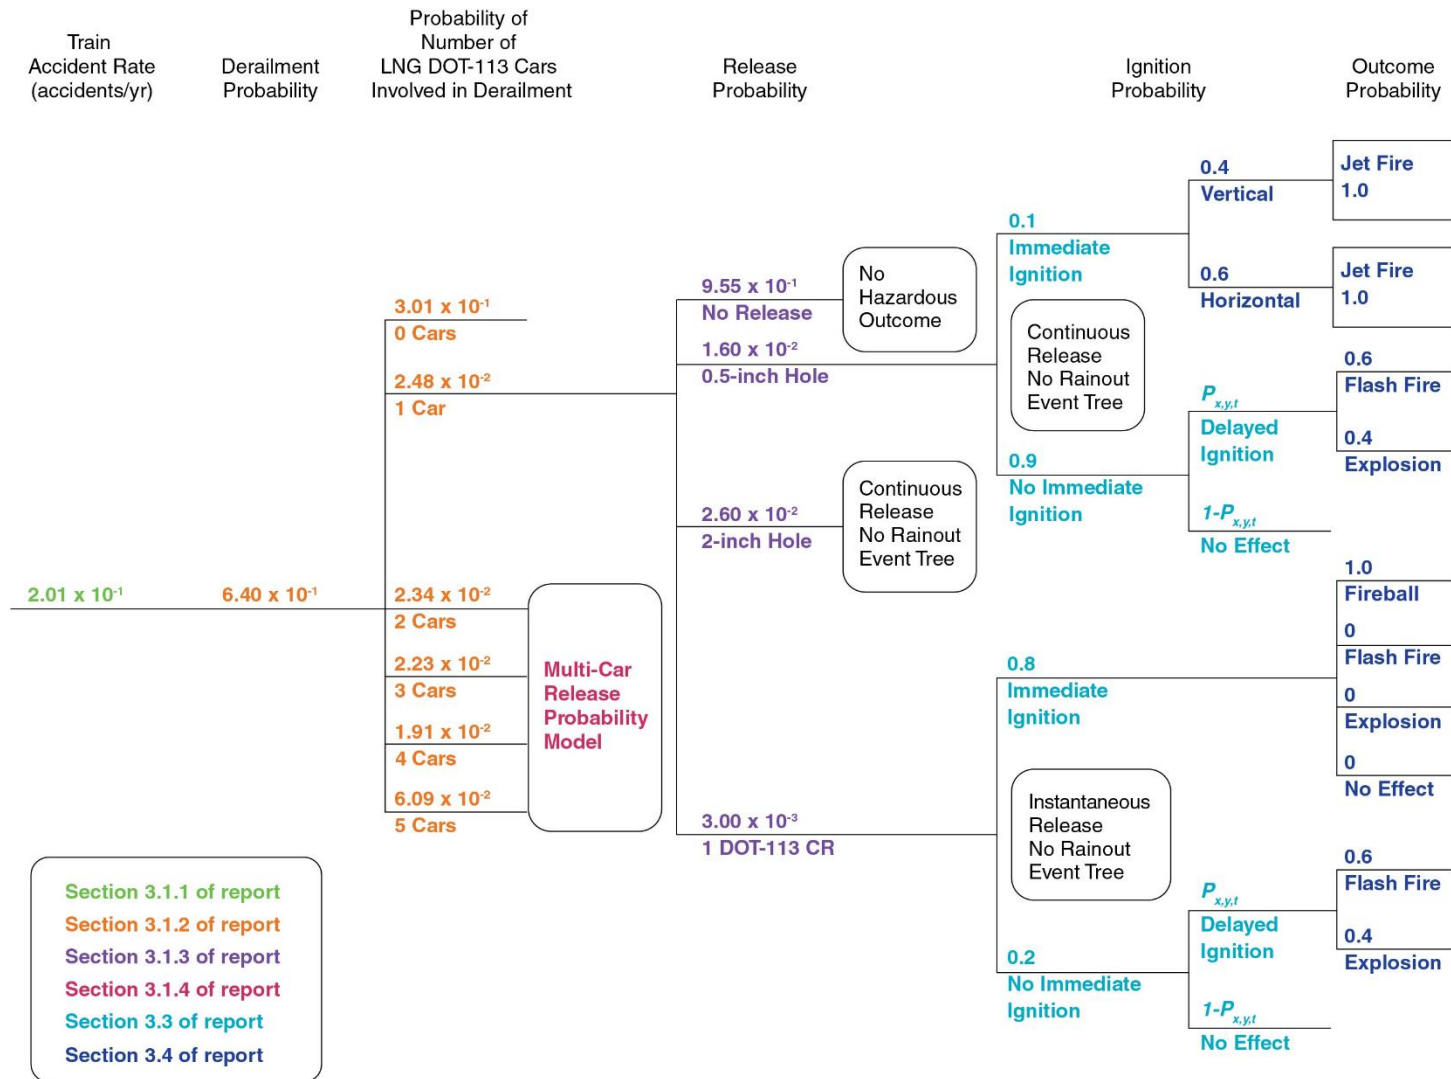 Train
Accident Rate
(accidents/yr)
Derailment
Probability
Probability of
Number of
LNG DOT-113 Cars
Involved in Derailment
Release
Probability
Ignition
Probability
Outcome
Probability
2.01 x 10⁻¹
6.40 x 10⁻¹
3.01 x 10⁻¹
0 Cars
2.48 x 10⁻²
1 Car
2.34 x 10⁻²
2 Cars
2.23 x 10⁻²
3 Cars
1.91 x 10⁻²
4 Cars
6.09 x 10⁻²
5 Cars
Multi-Car
Release
Probability
Model
9.55 x 10⁻¹
No Release
No
Hazardous
Outcome
1.60 x 10⁻²
0.5-inch Hole
2.60 x 10⁻²
2-inch Hole
Continuous
Release
No Rainout
Event Tree
3.00 x 10⁻³
1 DOT-113 CR
0.1
Immediate
Ignition
Continuous
Release
No Rainout
Event Tree
0.9
No Immediate
Ignition
0.4
Vertical
0.6
Horizontal
Jet Fire
1.0
Jet Fire
1.0
Px,y,t
Delayed
Ignition
1-Px,y,t
No Effect
0.6
Flash Fire
0.4
Explosion
0.8
Immediate
Ignition
1.0
Fireball
0
Flash Fire
0
Explosion
0
No Effect
Instantaneous
Release
No Rainout
Event Tree
0.2
No Immediate
Ignition
Px,y,t
Delayed
Ignition
1-Px,y,t
No Effect
0.6
Flash Fire
0.4
Explosion
Section 3.1.1 of report
Section 3.1.2 of report
Section 3.1.3 of report
Section 3.1.4 of report
Section 3.3 of report
Section 3.4 of report